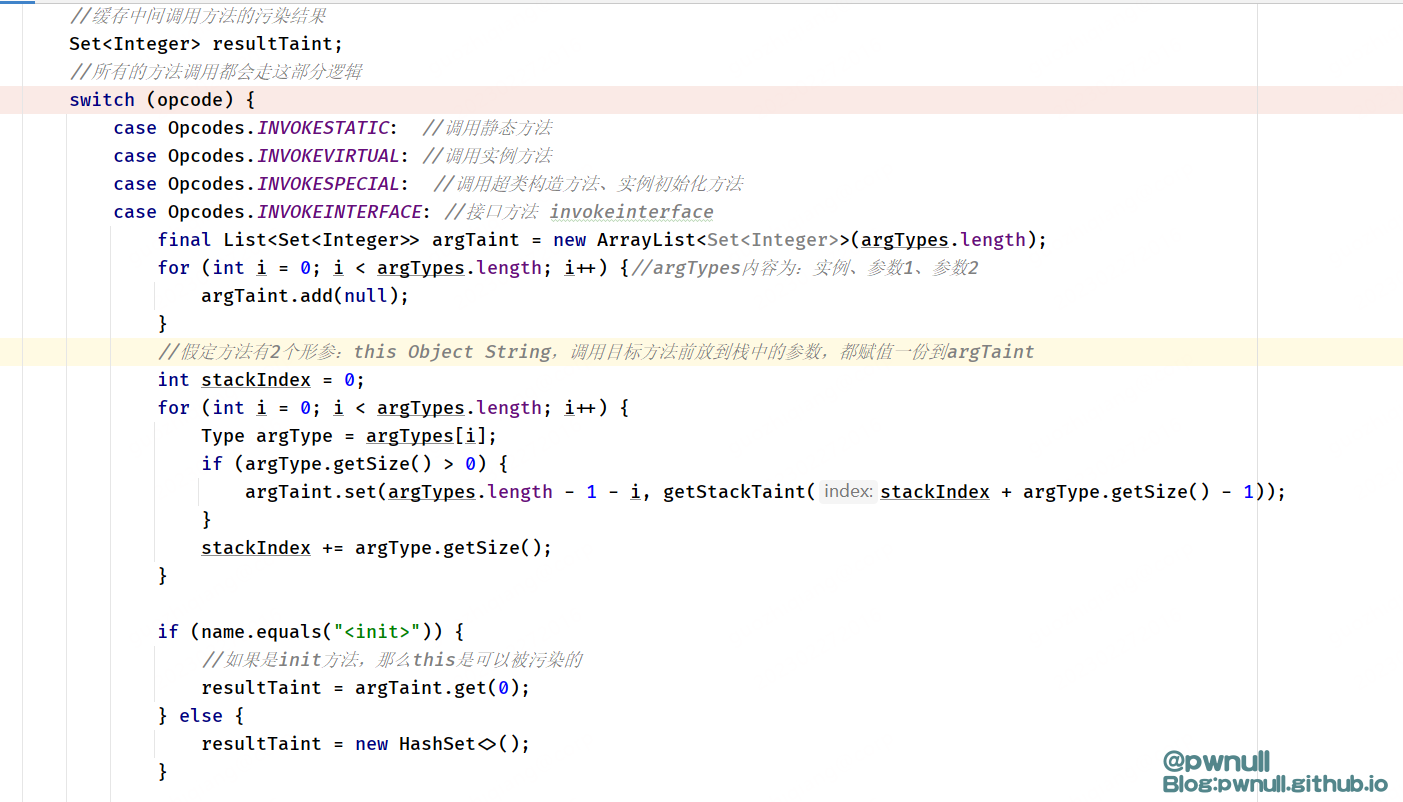 //缓存中间调用方法的污染结果
Set<Integer> resultTaint;
//所有的方法调用都会走这部分逻辑
switch (opcode) {
case Opcodes.INVOKESTATIC:  //调用静态方法
case Opcodes.INVOKEVIRTUAL: //调用实例方法
case Opcodes.INVOKESPECIAL:  //调用超类构造方法、实例初始化方法
case Opcodes.INVOKEINTERFACE: //接口方法 invokeinterface
final List<Set<Integer>> argTaint = new ArrayList<Set<Integer>>(argTypes.length);
for (int i = 0; i < argTypes.length; i++) {//argTypes内容为：实例、参数1、参数2
argTaint.add(null);
}
//假定方法有2个形参：this Object String，调用目标方法前放到栈中的参数，都赋值一份到argTaint
int stackIndex = 0;
for (int i = 0; i < argTypes.length; i++) {
Type argType = argTypes[i];
if (argType.getSize() > 0) {
argTaint.set(argTypes.length - 1 - i, getStackTaint( index: stackIndex + argType.getSize() - 1));
}
stackIndex += argType.getSize();
}
if (name.equals("<init>")) {
//如果是init方法，那么this是可以被污染的
resultTaint = argTaint.get(0);
} else {
resultTaint = new HashSet<>();
}
@pwnull
Blog:pwnull.github.io